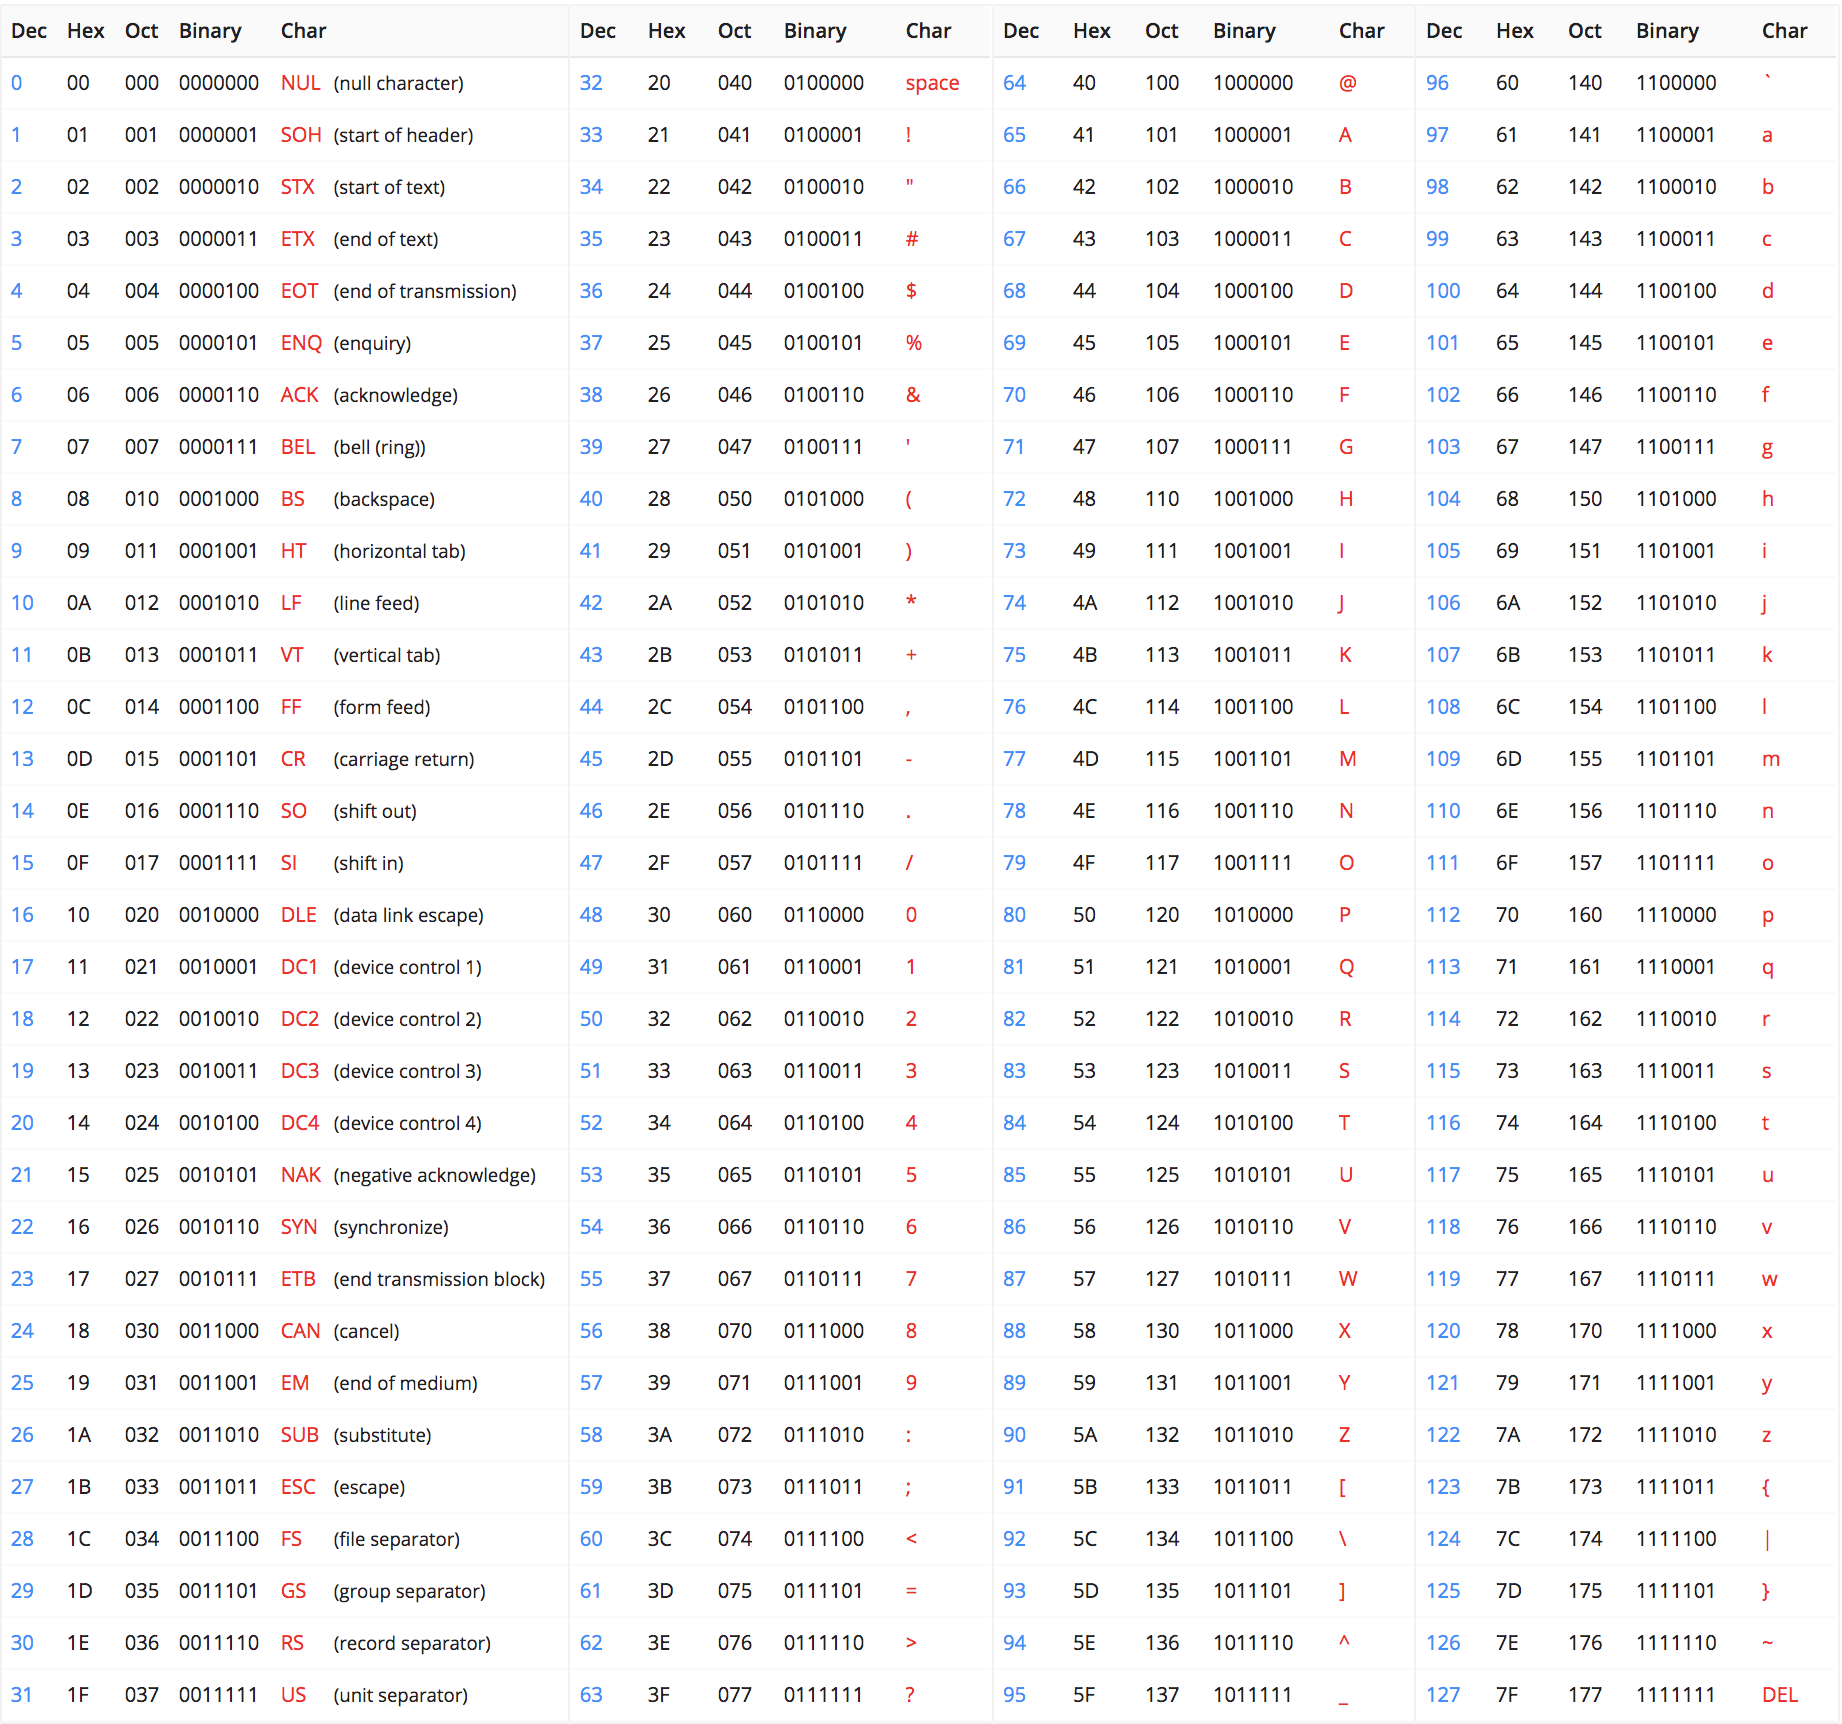 Dec Hex Oct Binary Char Dec Hex Oct Binary Char Dec Hex Oct Binary Char Dec Hex Oct Binary Char
0 00 000 0000000 NUL (null character) 32 20 040 0100000 space 64 40 100 1000000 @ 96 60 140 1100000 `
1 01 001 0000001 SOH (start of header) 33 21 041 0100001 ! 65 41 101 1000001 A 97 61 141 1100001 a
2 02 002 0000010 STX (start of text) 34 22 042 0100010 " 66 42 102 1000010 B 98 62 142 1100010 b
3 03 003 0000011 ETX (end of text) 35 23 043 0100011 # 67 43 103 1000011 C 99 63 143 1100011 c
4 04 004 0000100 EOT (end of transmission) 36 24 044 0100100 $ 68 44 104 1000100 D 100 64 144 1100100 d
5 05 005 0000101 ENQ (enquiry) 37 25 045 0100101 % 69 45 105 1000101 E 101 65 145 1100101 e
6 06 006 0000110 ACK (acknowledge) 38 26 046 0100110 & 70 46 106 1000110 F 102 66 146 1100110 f
7 07 007 0000111 BEL (bell (ring)) 39 27 047 0100111 ' 71 47 107 1000111 G 103 67 147 1100111 g
8 08 010 0001000 BS (backspace) 40 28 050 0101000 ( 72 48 110 1001000 H 104 68 150 1101000 h
9 09 011 0001001 HT (horizontal tab) 41 29 051 0101001 ) 73 49 111 1001001 I 105 69 151 1101001 i
10 0A 012 0001010 LF (line feed) 42 2A 052 0101010 * 74 4A 112 1001010 J 106 6A 152 1101010 j
11 0B 013 0001011 VT (vertical tab) 43 2B 053 0101011 + 75 4B 113 1001011 K 107 6B 153 1101011 k
12 0C 014 0001100 FF (form feed) 44 2C 054 0101100 , 76 4C 114 1001100 L 108 6C 154 1101100 l
13 0D 015 0001101 CR (carriage return) 45 2D 055 0101101 - 77 4D 115 1001101 M 109 6D 155 1101101 m
14 0E 016 0001110 SO (shift out) 46 2E 056 0101110 . 78 4E 116 1001110 N 110 6E 156 1101110 n
15 0F 017 0001111 SI (shift in) 47 2F 057 0101111 / 79 4F 117 1001111 O 111 6F 157 1101111 o
16 10 020 0010000 DLE (data link escape) 48 30 060 0110000 0 80 50 120 1010000 P 112 70 160 1110000 p
17 11 021 0010001 DC1 (device control 1) 49 31 061 0110001 1 81 51 121 1010001 Q 113 71 161 1110001 q
18 12 022 0010010 DC2 (device control 2) 50 32 062 0110010 2 82 52 122 1010010 R 114 72 162 1110010 r
19 13 023 0010011 DC3 (device control 3) 51 33 063 0110011 3 83 53 123 1010011 S 115 73 163 1110011 s
20 14 024 0010100 DC4 (device control 4) 52 34 064 0110100 4 84 54 124 1010100 T 116 74 164 1110100 t
21 15 025 0010101 NAK (negative acknowledge) 53 35 065 0110101 5 85 55 125 1010101 U 117 75 165 1110101 u
22 16 026 0010110 SYN (synchronize) 54 36 066 0110110 6 86 56 126 1010110 V 118 76 166 1110110 v
23 17 027 0010111 ETB (end transmission block) 55 37 067 0110111 7 87 57 127 1010111 W 119 77 167 1110111 w
24 18 030 0011000 CAN (cancel) 56 38 070 0111000 8 88 58 130 1011000 X 120 78 170 1111000 x
25 19 031 0011001 EM (end of medium) 57 39 071 0111001 9 89 59 131 1011001 Y 121 79 171 1111001 y
26 1A 032 0011010 SUB (substitute) 58 3A 072 0111010 : 90 5A 132 1011010 Z 122 7A 172 1111010 z
27 1B 033 0011011 ESC (escape) 59 3B 073 0111011 ; 91 5B 133 1011011 [ 123 7B 173 1111011 {
28 1C 034 0011100 FS (file separator) 60 3C 074 0111100 < 92 5C 134 1011100 \ 124 7C 174 1111100 |
29 1D 035 0011101 GS (group separator) 61 3D 075 0111101 = 93 5D 135 1011101 ] 125 7D 175 1111101 }
30 1E 036 0011110 RS (record separator) 62 3E 076 0111110 > 94 5E 136 1011110 ^ 126 7E 176 1111110 ~
31 1F 037 0011111 US (unit separator) 63 3F 077 0111111 ? 95 5F 137 1011111 _ 127 7F 177 1111111 DEL